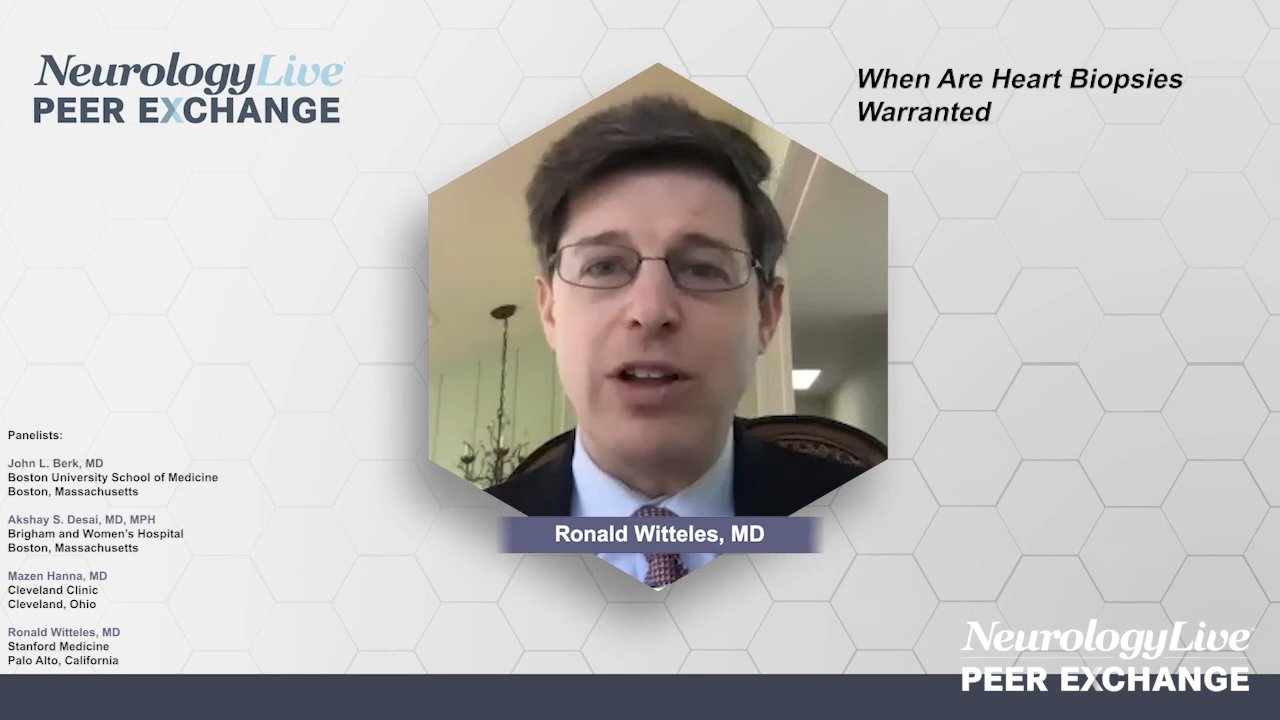 NeurologyLive
PEER EXCHANGE
When Are Heart Biopsies
Warranted
Ronald Witteles, MD
Panelists:
John L. Berk, MD
Boston University School of Medicine
Boston, Massachusetts
Akshay S. Desai, MD, MPH
Brigham and Women's Hospital
Boston, Massachusetts
Mazen Hanna, MD
Cleveland Clinic
Cleveland, Ohio
Ronald Witteles, MD
Stanford Medicine
Palo Alto, California
NeurologyLive
PEER EXCHANGE